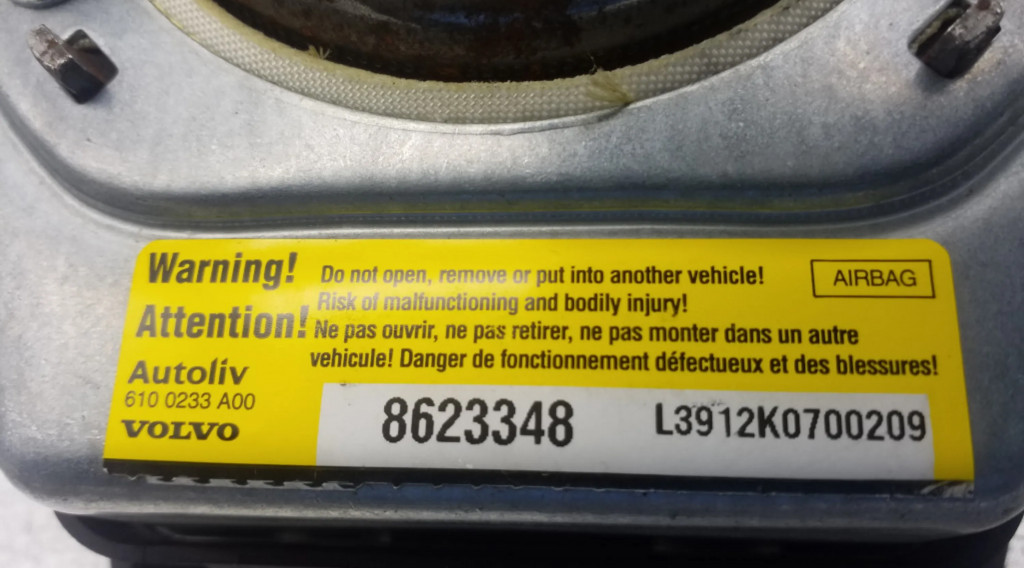 Warning!
Do not open, remove or put into another vehicle!
AIRBAG
Risk of malfunctioning and bodily injury!
Attention!
Ne pas ouvrir, ne pas retirer, ne pas monter dans un autre
vehicule! Danger de fonctionnement défectueux et des blessures!
Autoliv
610 0233 A00
VOLVO
8623348
L3912K0700209